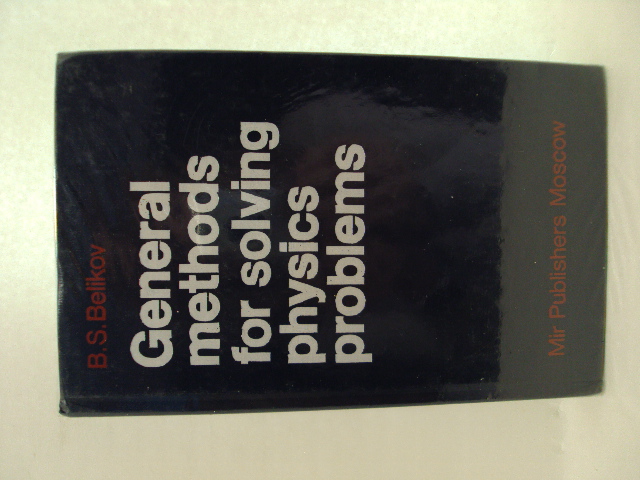 B.S.Belikov
General
methods
for solving
physics
problems
Mir Publishers Moscow